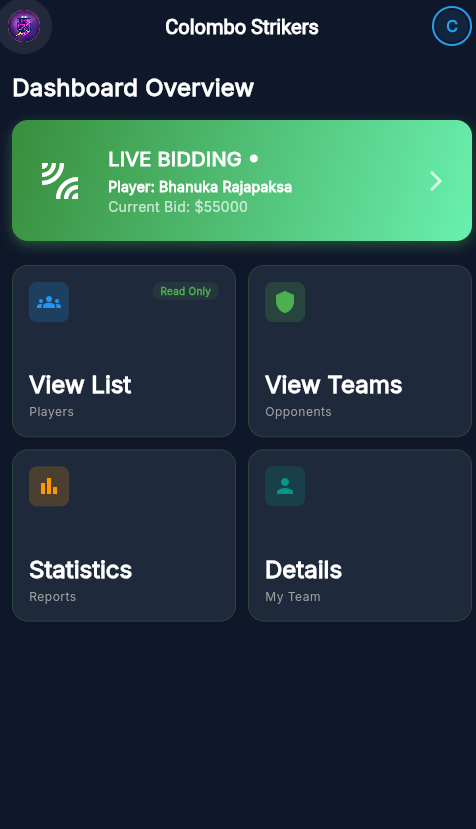 Colombo Strikers
C
Dashboard Overview
LIVE BIDDING •
Player: Bhanuka Rajapaksa
Current Bid: $55000
Read Only
View List
Players
View Teams
Opponents
Statistics
Reports
Details
My Team